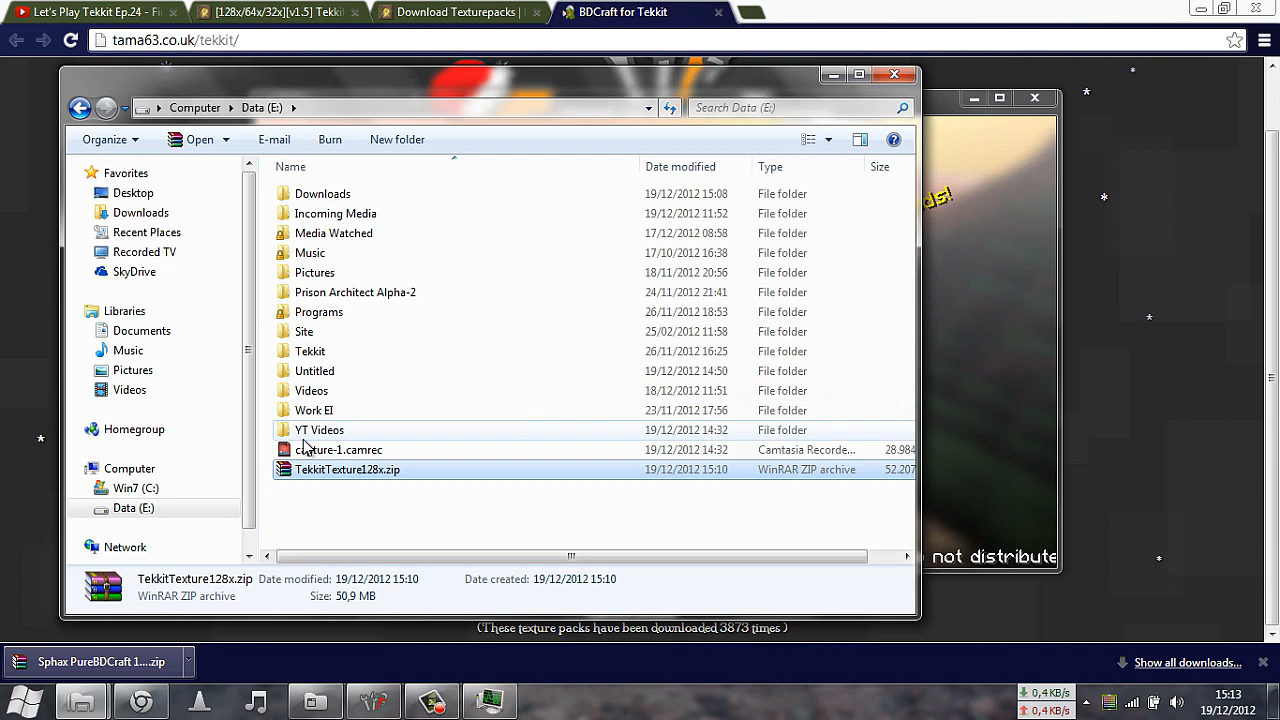 Let's Play Tekkit Ep.24 - Fi
[128x/64x/32x][v1.5] Tekki
Download Texturepacks |
BDCraft for Tekkit
tama63.co.uk/tekkit/
Computer Data (E:)
Search Data (E:)
Organize Open E-mail Burn New folder
Name Date modified Type Size
Favorites
Desktop
Downloads
Recent Places
Recorded TV
SkyDrive
Libraries
Documents
Music
Pictures
Videos
Homegroup
Computer
Win7 (C:)
Data (E:)
Network
Downloads 19/12/2012 15:08 File folder
Incoming Media 19/12/2012 11:52 File folder
Media Watched 17/12/2012 08:58 File folder
Music 17/10/2012 16:38 File folder
Pictures 18/11/2012 20:56 File folder
Prison Architect Alpha-2 24/11/2012 21:41 File folder
Programs 26/11/2012 18:53 File folder
Site 25/02/2012 11:58 File folder
Tekkit 26/11/2012 16:25 File folder
Untitled 19/12/2012 14:50 File folder
Videos 18/12/2012 11:51 File folder
Work EI 23/11/2012 17:56 File folder
YT Videos 19/12/2012 14:32 File folder
capture-1.camrec 19/12/2012 14:32 Camtasia Recorde... 28.984
TekkitTexture128x.zip 19/12/2012 15:10 WinRAR ZIP archive 52.207
TekkitTexture128x.zip Date modified: 19/12/2012 15:10 Date created: 19/12/2012 15:10
WinRAR ZIP archive Size: 50,9 MB
ds!
not distribute
(These texture packs have been downloaded 3873 times )
Sphax PureBDCraft 1....zip
Show all downloads...
0,4 KB/s
0,4 KB/s
15:13
19/12/2012